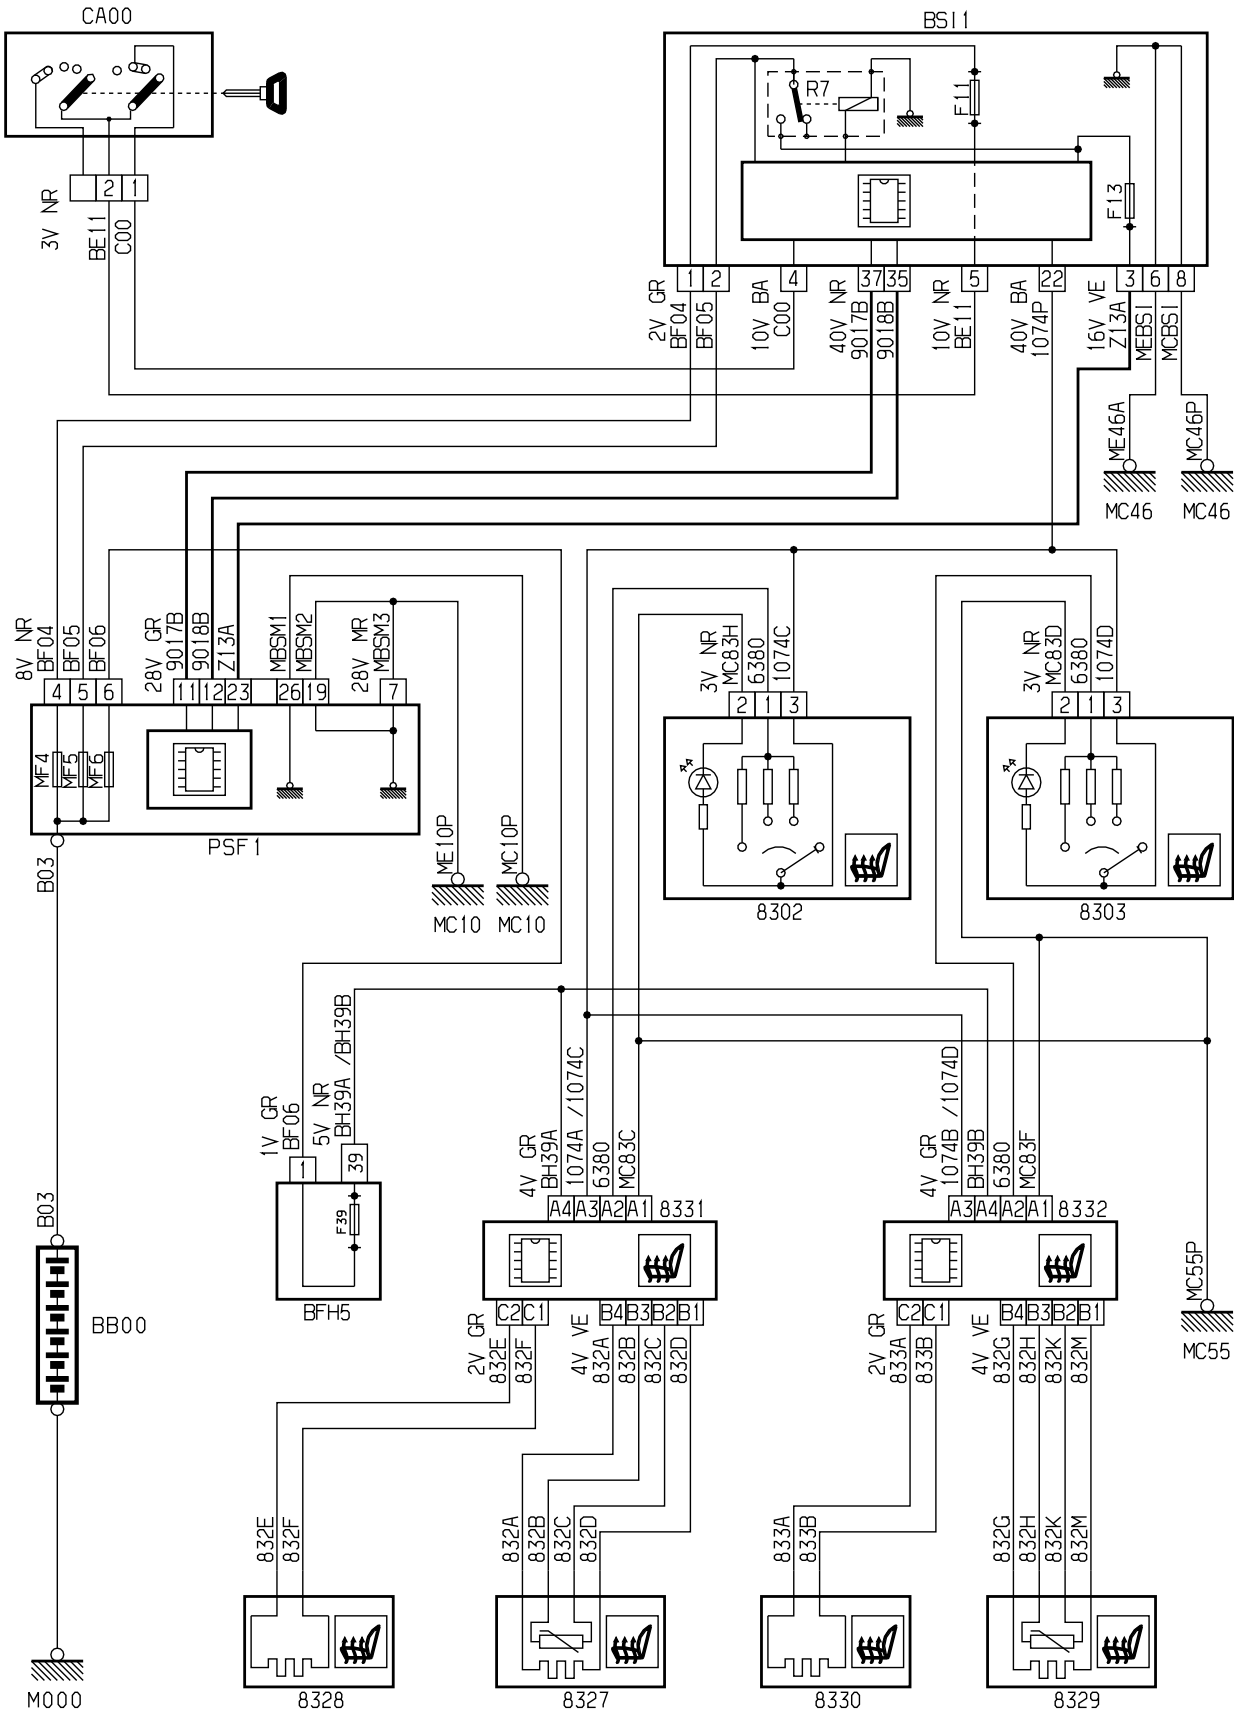 CA00
BSI1
R7
F11
F13
2
1
3V NR
BE11
C00
1
2
4
37
35
5
22
3
6
8
2V GR
BF04
BF05
10V BA
C00
40V NR
9017B
9018B
10V NR
BE11
40V BA
1074P
16V VE
Z13A
MEBSI
MCBSI
ME46A
MC46P
MC46
MC46
8V NR
BF04
BF05
BF06
28V GR
9017B
9018B
Z13A
MBSM1
MBSM2
28V MR
MBSM3
4
5
6
11
12
23
26
19
7
MF4
MF5
MF6
PSF1
3V NR
MC83H
6380
1074C
2
1
3
8302
3V NR
MC83D
6380
1074D
2
1
3
8303
B03
ME10P
MC10P
MC10
MC10
1V GR
BF06
5V NR
BH39A /BH39B
1
39
F39
BFH5
4V GR
BH39A
1074A /1074C
6380
MC83C
A4
A3
A2
A1
8331
4V GR
1074B /1074D
BH39B
6380
MC83F
A3
A4
A2
A1
8332
B03
BB00
MC55P
MC55
C2
C1
B4
B3
B2
B1
2V GR
832E
832F
4V VE
832A
832B
832C
832D
C2
C1
B4
B3
B2
B1
2V GR
833A
833B
4V VE
832G
832H
832K
832M
832E
832F
832A
832B
832C
832D
833A
833B
832G
832H
832K
832M
M000
8328
8327
8330
8329